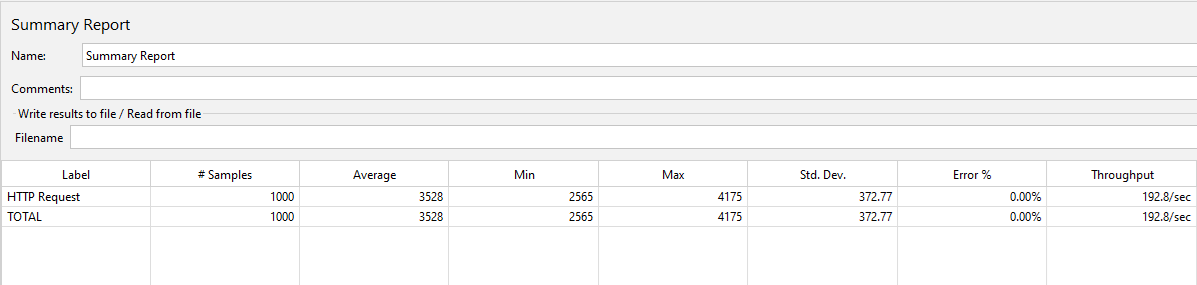 Summary Report
Name: Summary Report
Comments:
Write results to file / Read from file
Filename
Label # Samples Average Min Max Std. Dev. Error % Throughput
HTTP Request 1000 3528 2565 4175 372.77 0.00% 192.8/sec
TOTAL 1000 3528 2565 4175 372.77 0.00% 192.8/sec